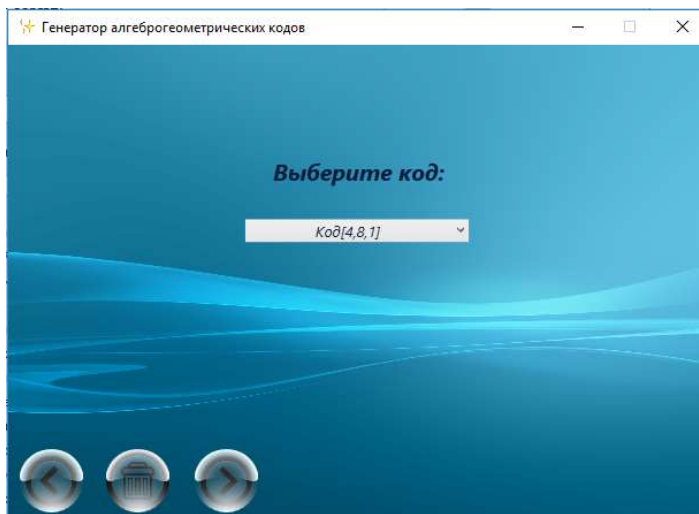 Генератор алгеброгеометрических кодов
Выберите код:
Код[4,8,1]